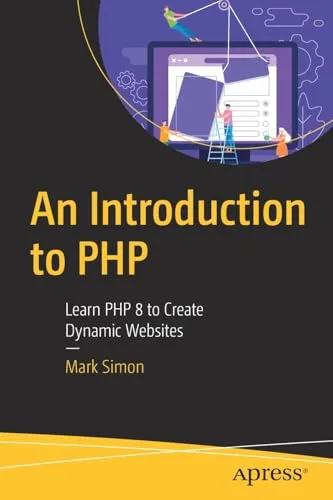 An Introduction
to PHP
Learn PHP 8 to Create
Dynamic Websites
—
Mark Simon
Apress®